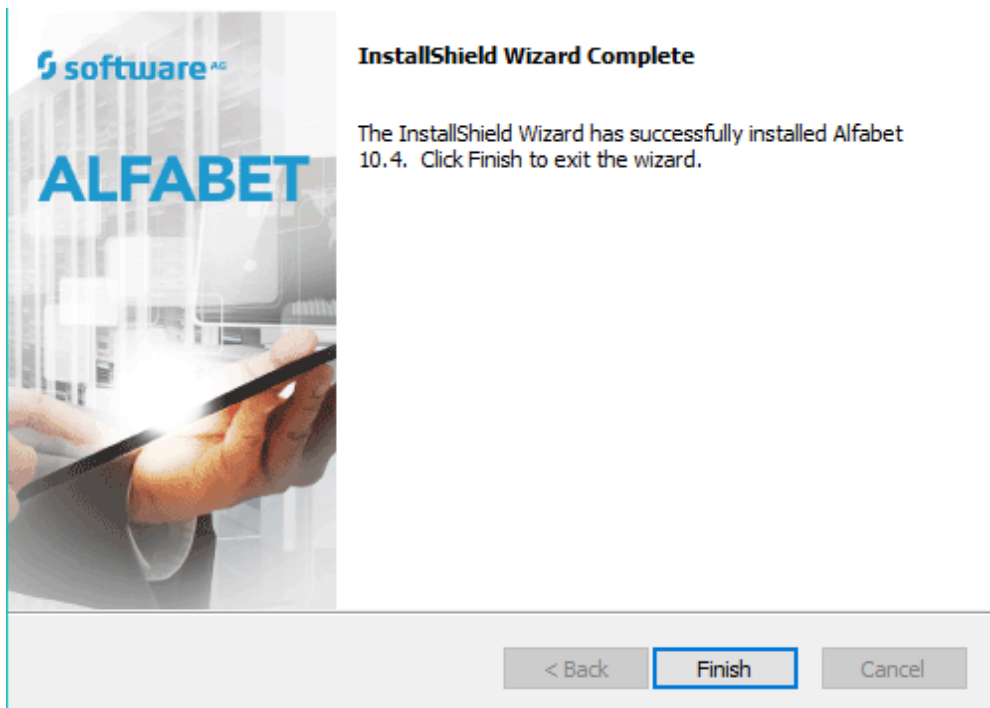 software AG
ALFABET
InstallShield Wizard Complete
The InstallShield Wizard has successfully installed Alfabet
10.4. Click Finish to exit the wizard.
< Back Finish Cancel